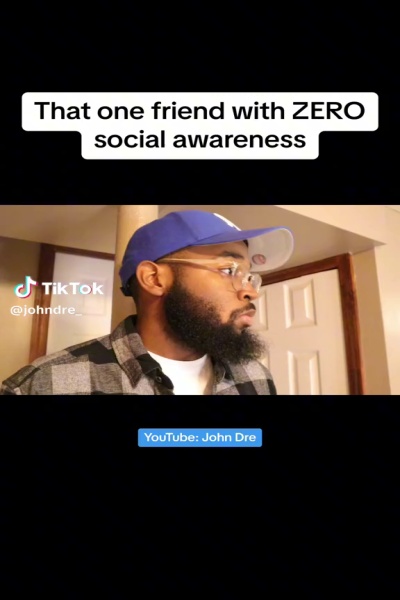 That one friend with ZERO
social awareness
TikTok
@johndre_
YouTube: John Dre